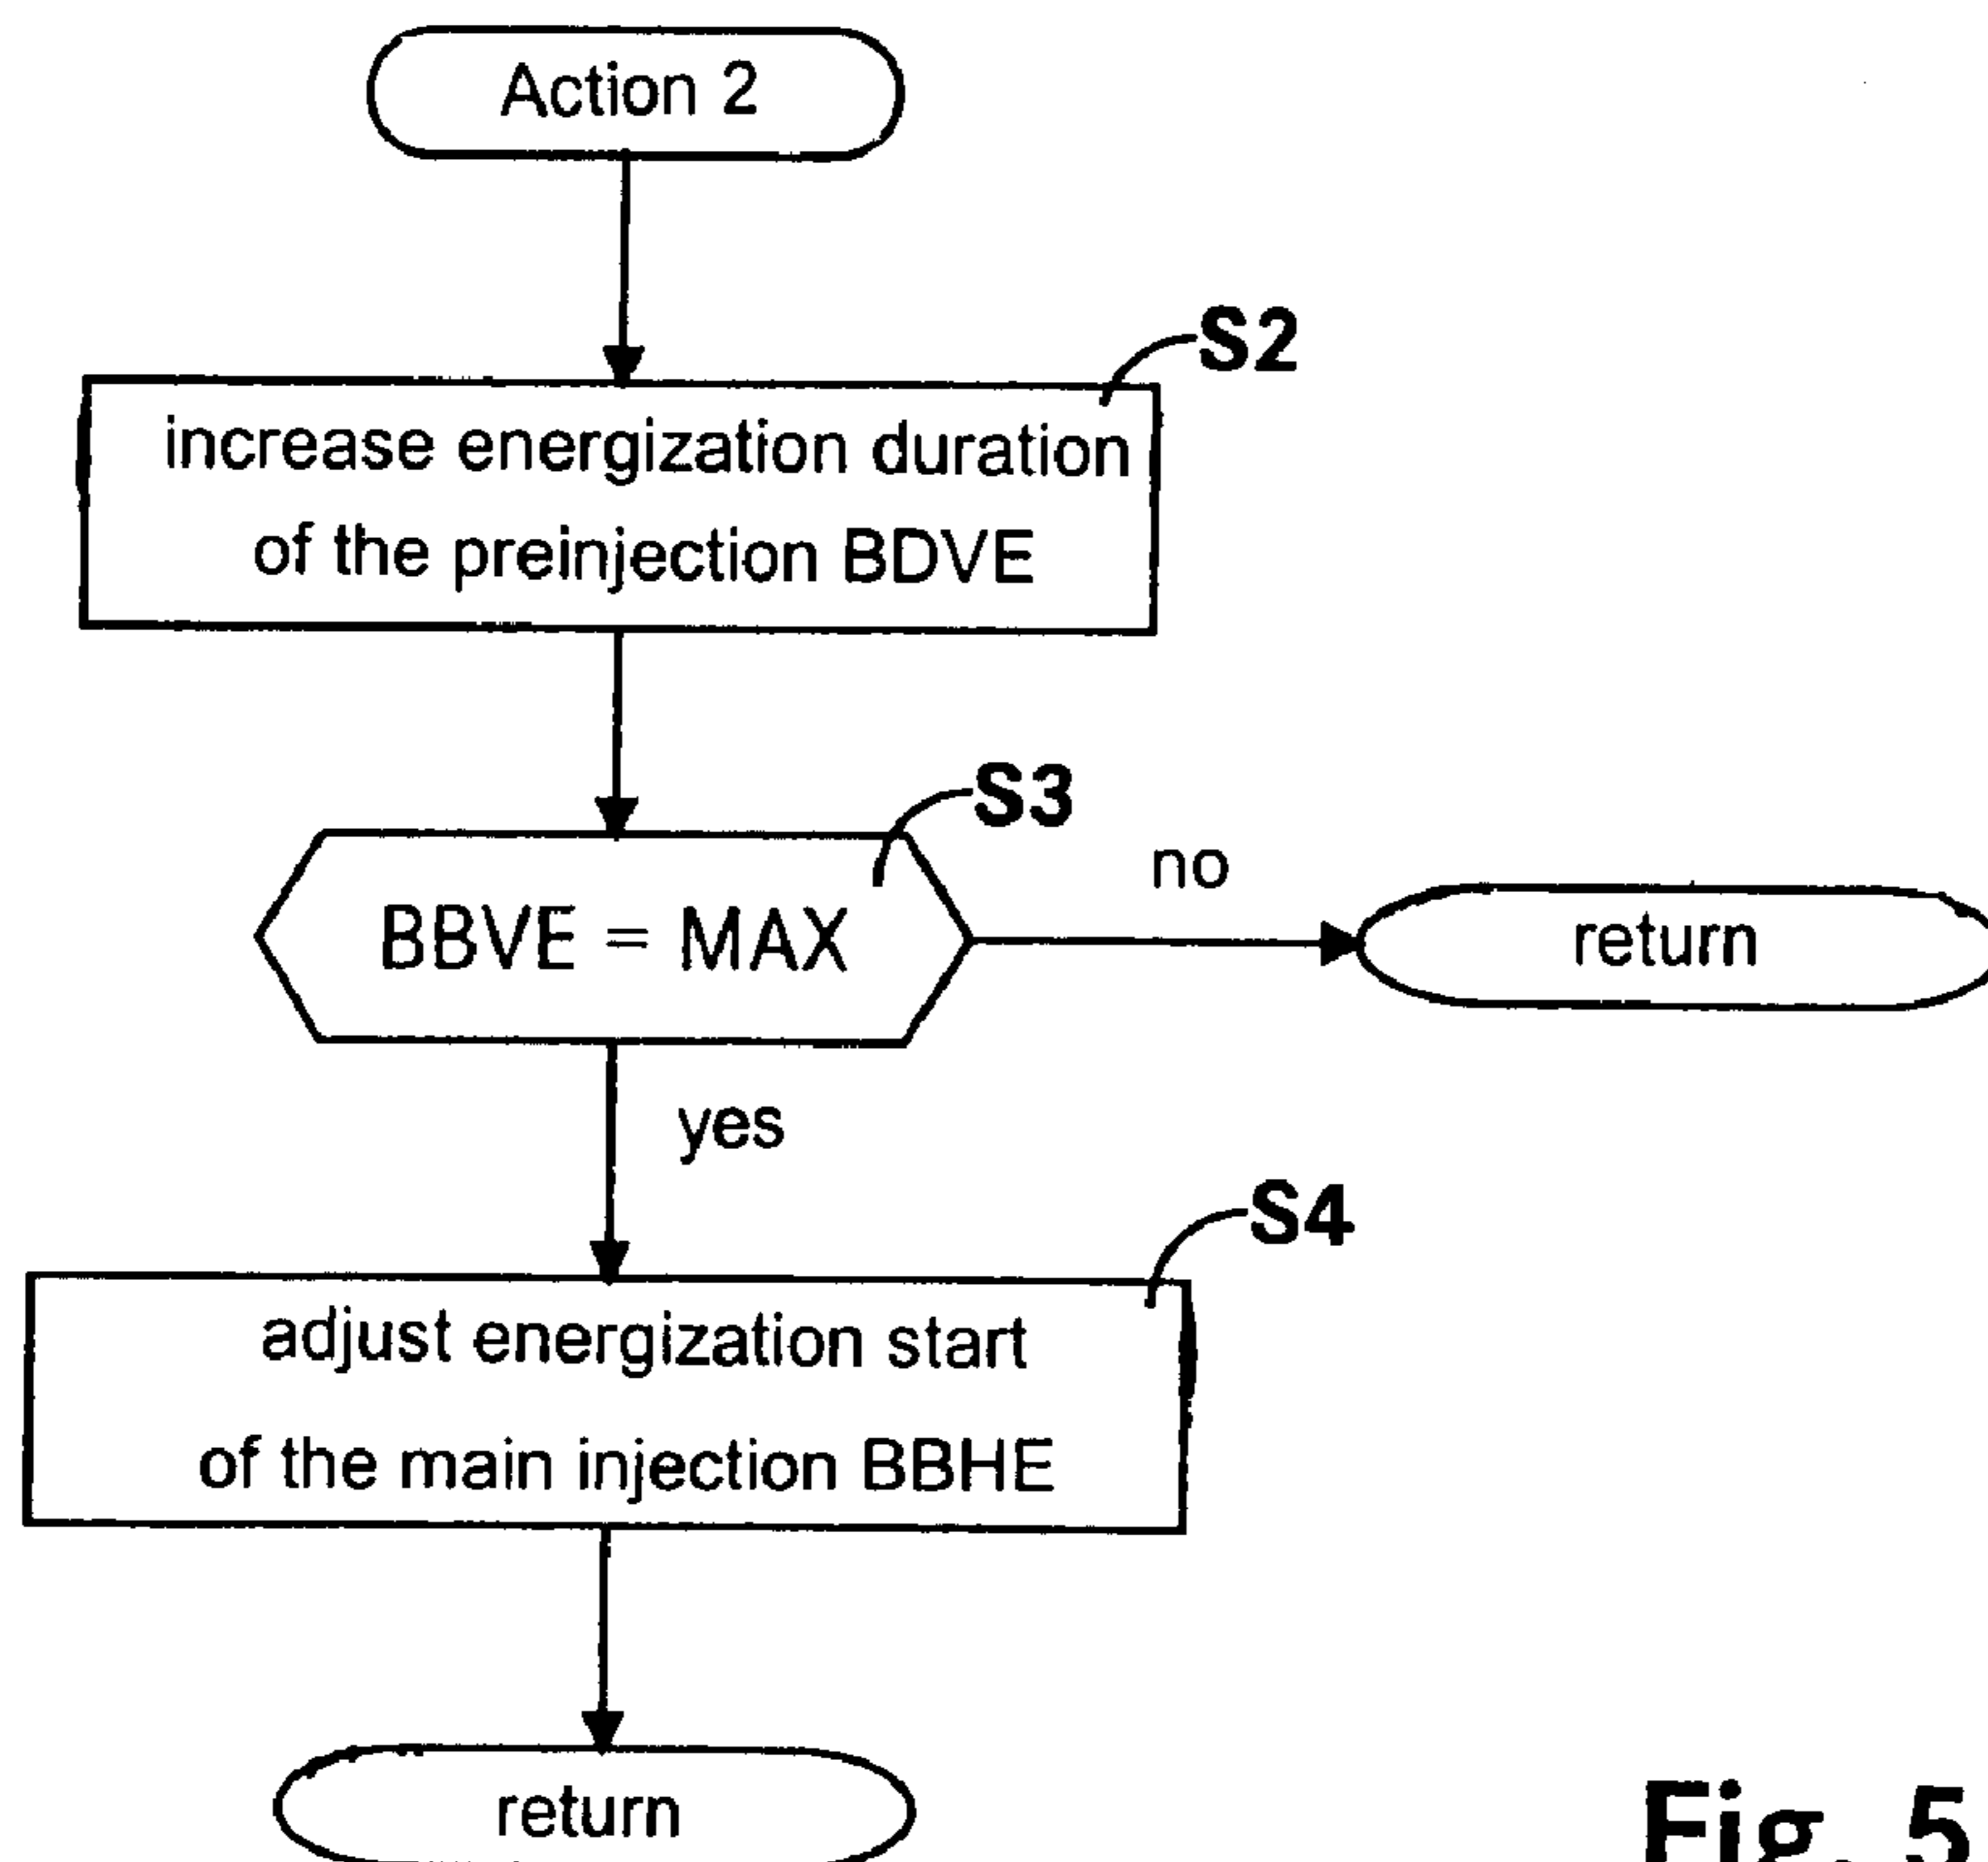 Action 2
S2
increase energization duration
of the preinjection BDVE
S3
BBVE = MAX
no
return
yes
S4
adjust energization start
of the main injection BBHE
return
Fig. 5